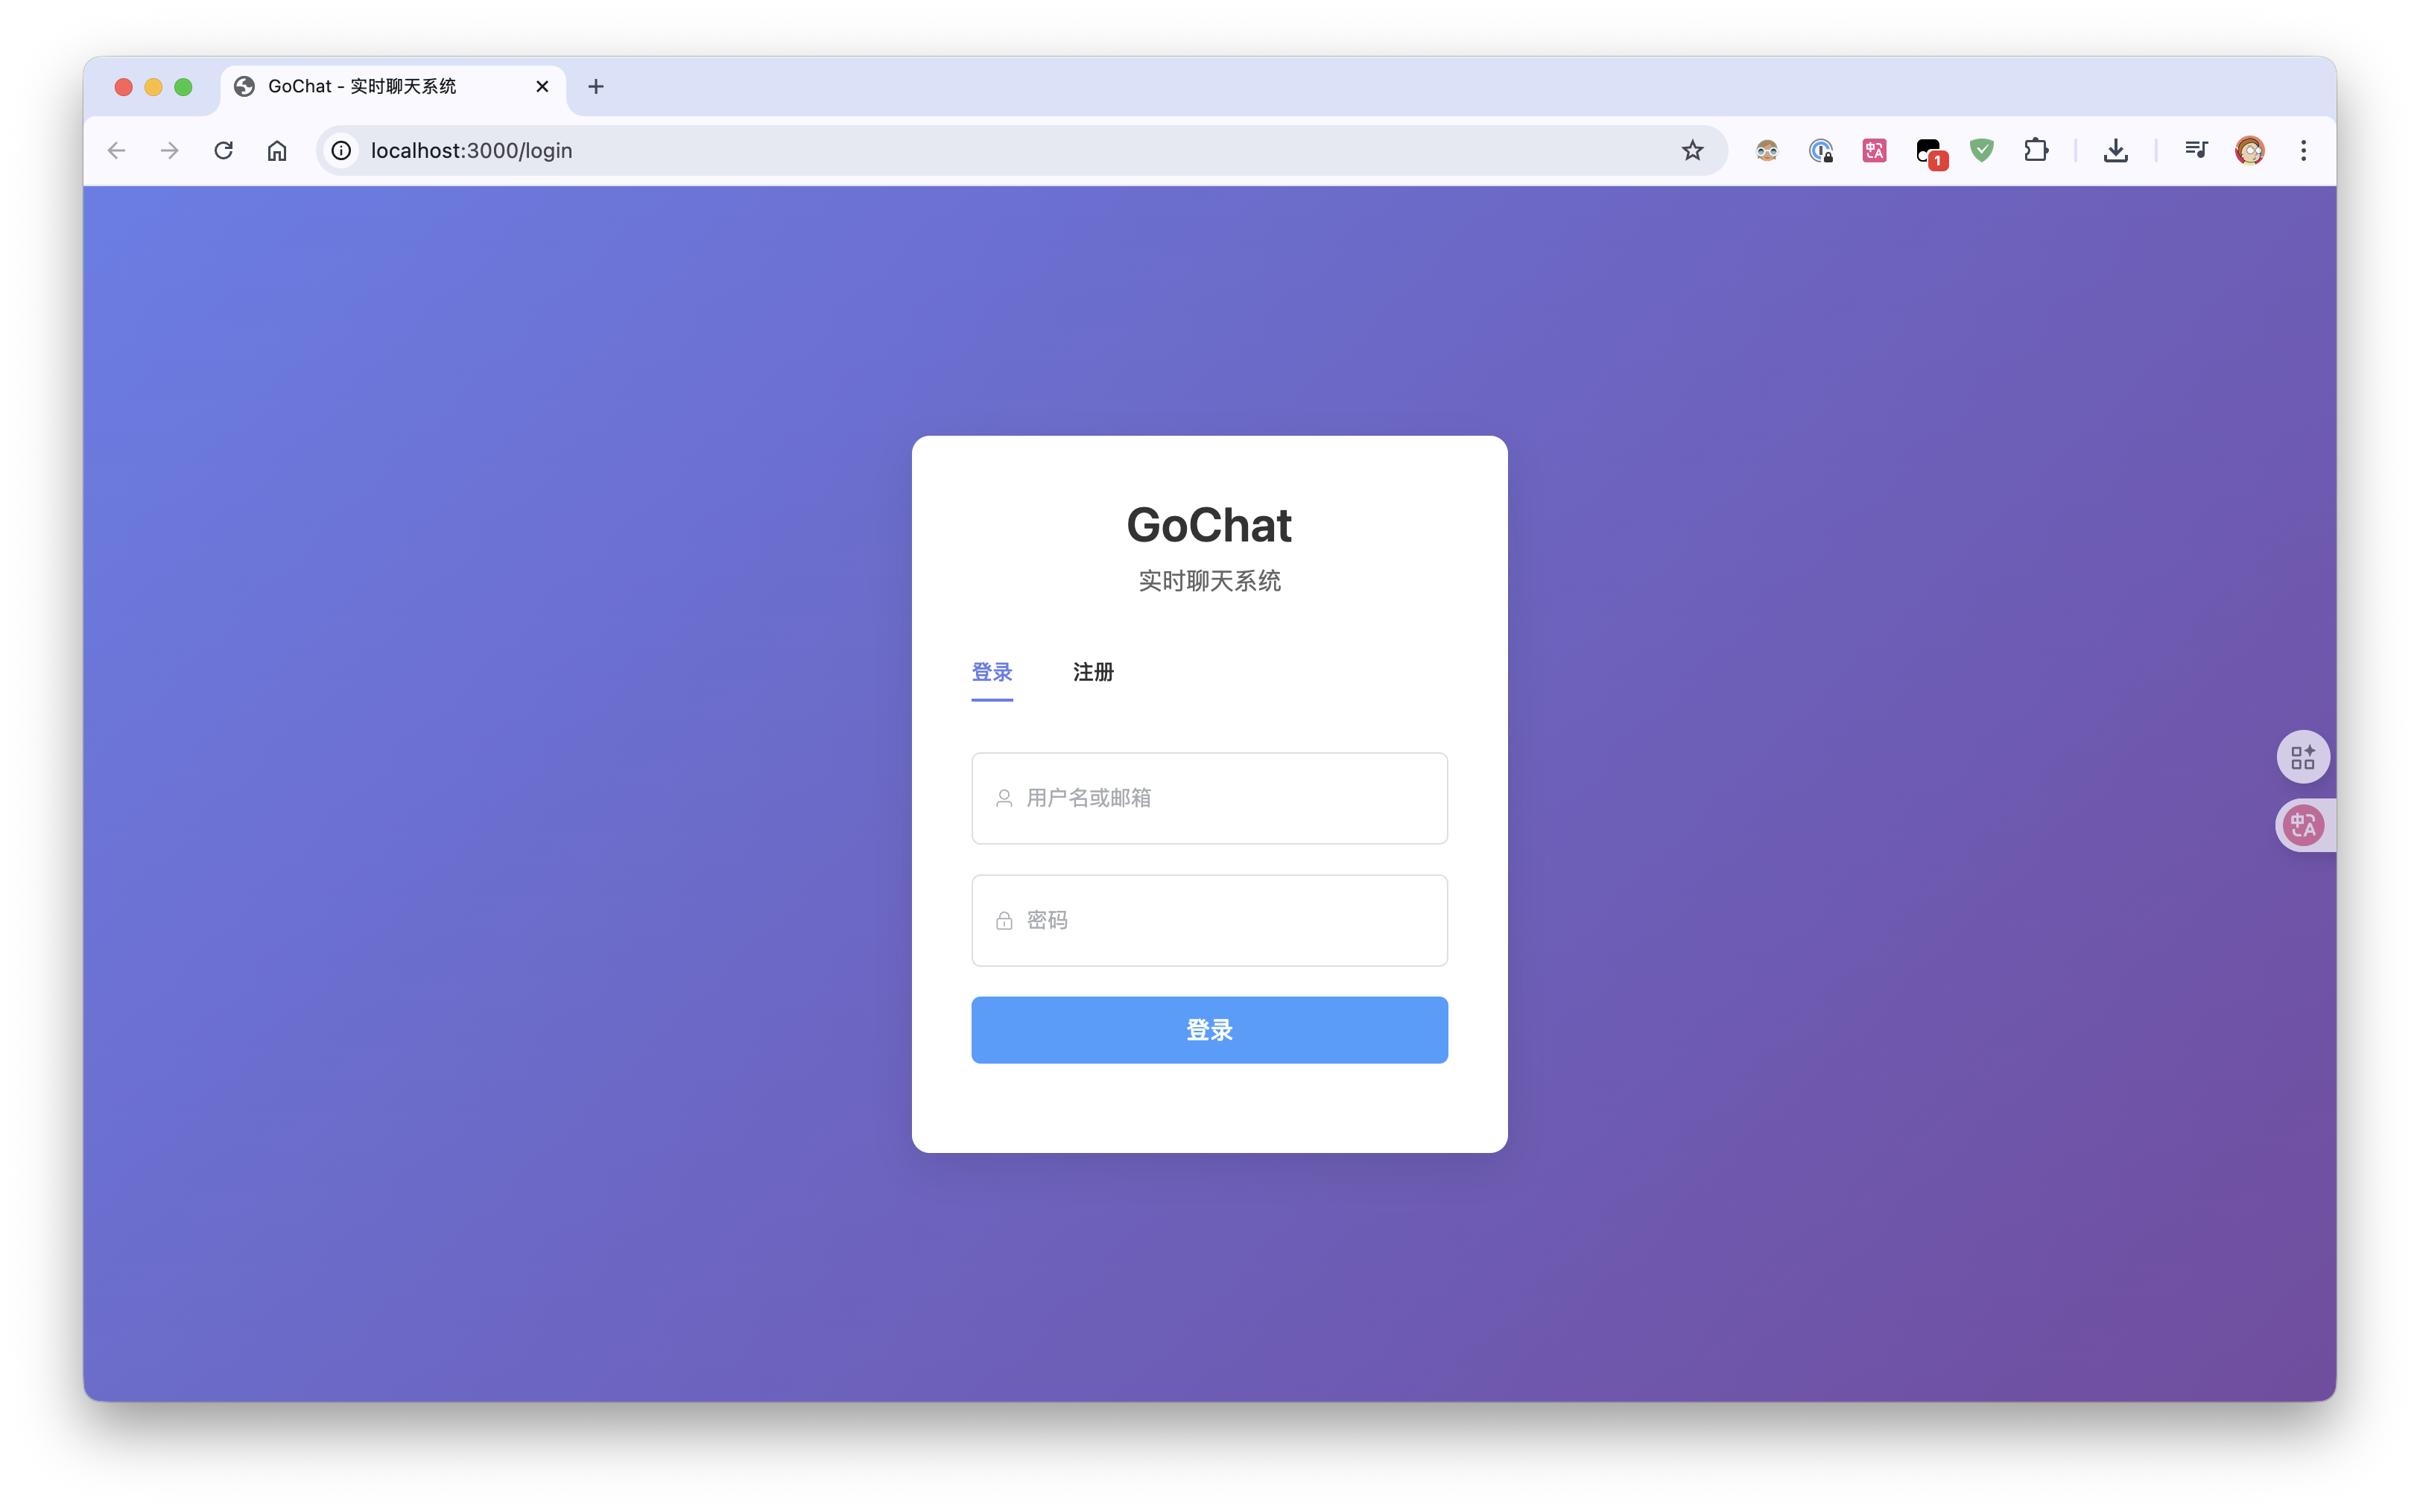 GoChat - 实时聊天系统
localhost:3000/login
1
GoChat
实时聊天系统
登录 注册
用户名或邮箱
密码
登录